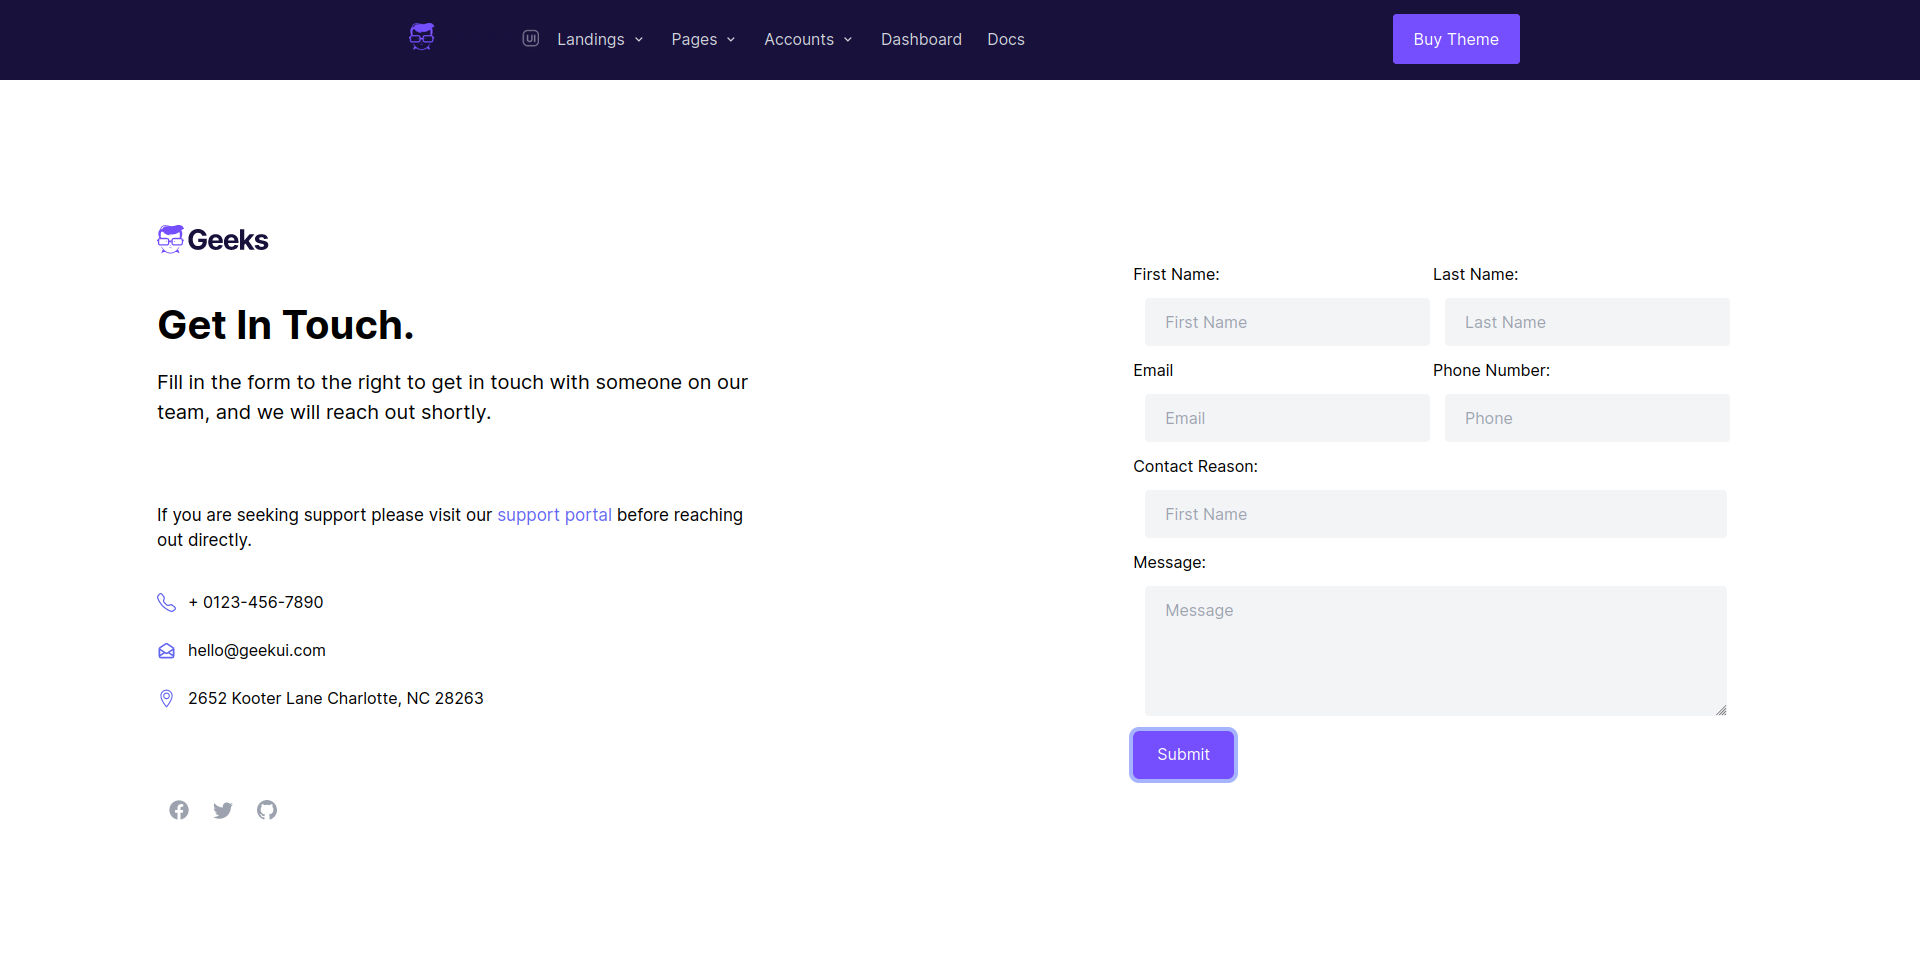 UI Landings Pages Accounts Dashboard Docs Buy Theme
Geeks
Get In Touch.
Fill in the form to the right to get in touch with someone on our
team, and we will reach out shortly.
If you are seeking support please visit our support portal before reaching
out directly.
+ 0123-456-7890
hello@geekui.com
2652 Kooter Lane Charlotte, NC 28263
First Name: Last Name:
First Name Last Name
Email Phone Number:
Email Phone
Contact Reason:
First Name
Message:
Message
Submit